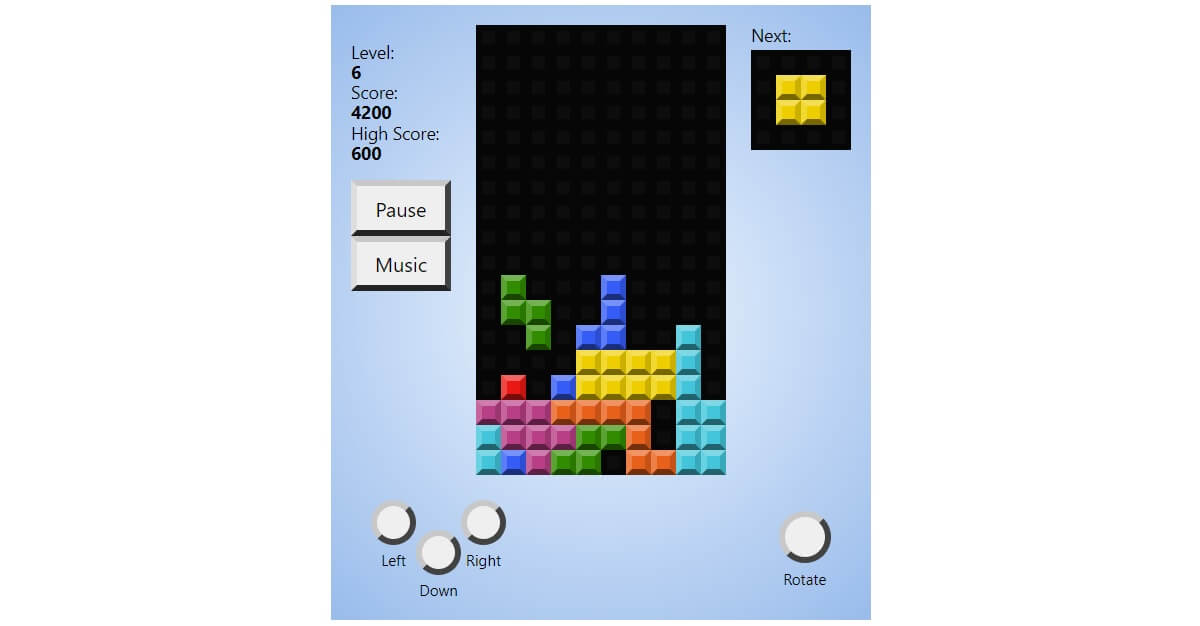 Level:
6
Score:
4200
High Score:
600
Pause
Music
Next:
Left
Down
Right
Rotate